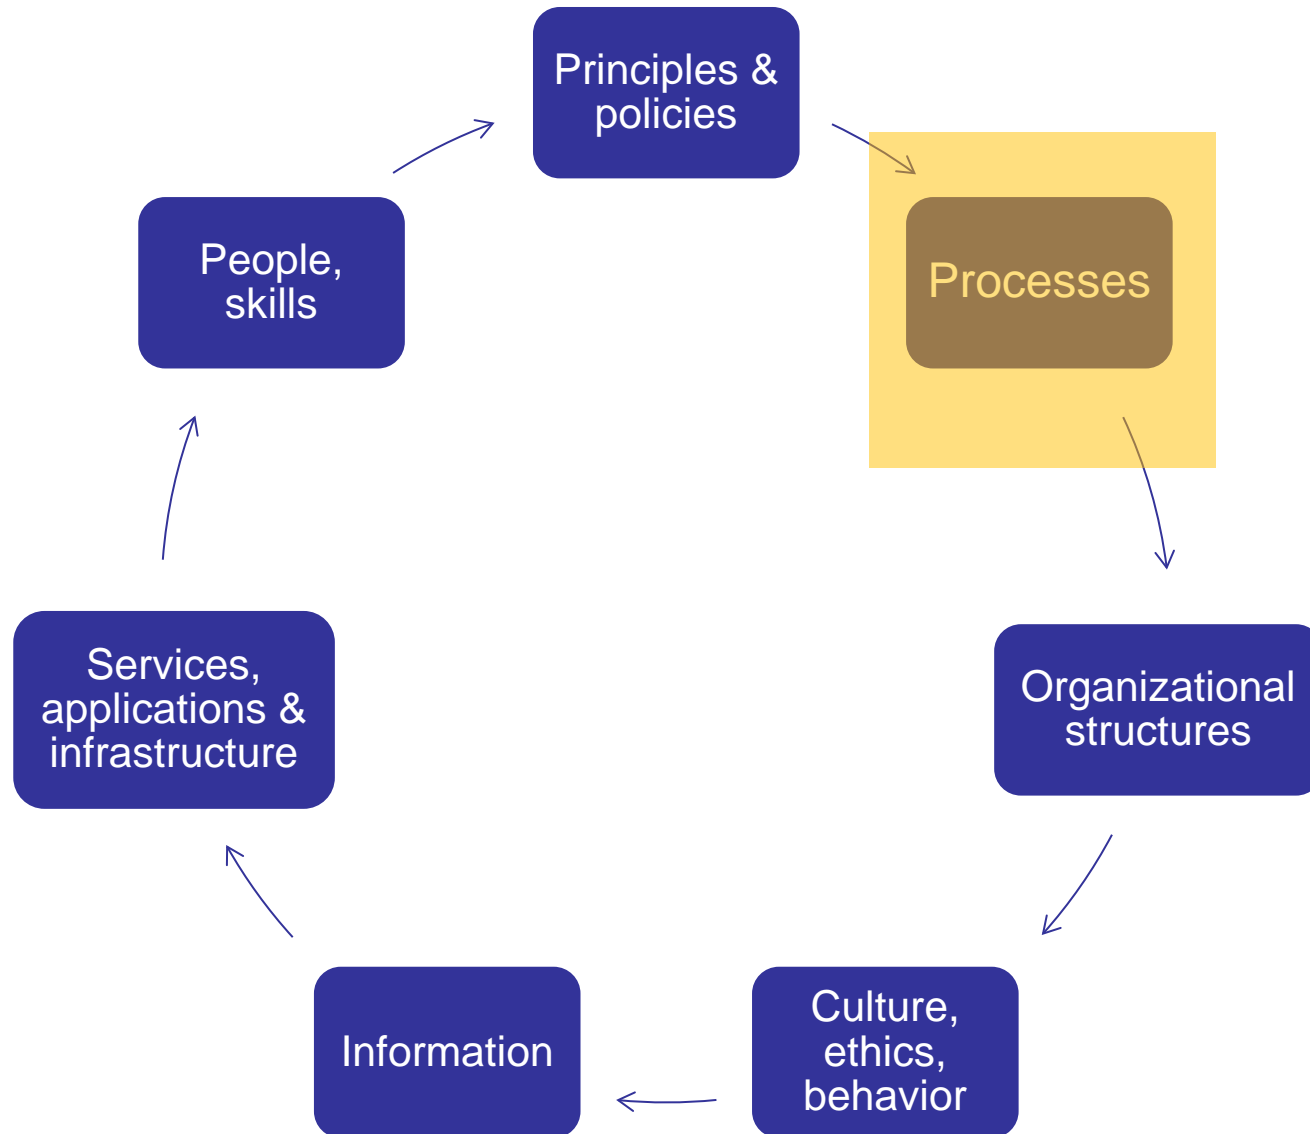 Principles &
policies
Processes
Organizational
structures
Culture,
ethics,
behavior
Information
Services,
applications &
infrastructure
People,
skills